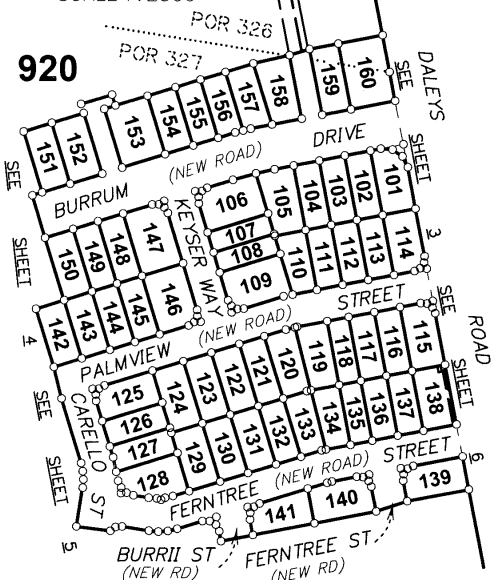 POR 326
POR 327
920
151
152
153
154
155
156
157
158
159
160
SEE
DALEYS
SHEET
3
SEE
ROAD
SHEET
6
BURRUM
(NEW ROAD)
DRIVE
SEE
SHEET
4
150
149
148
147
142
143
144
145
146
KEYSER WAY
106
107
108
109
105
104
103
102
101
110
111
112
113
114
PALMVIEW
(NEW ROAD)
STREET
SEE
SHEET
5
CARELLO
ST
125
126
127
128
124
123
122
121
120
119
118
117
116
115
129
130
131
132
133
134
135
136
137
138
FERNTREE
(NEW ROAD)
STREET
141
140
139
BURRII ST
(NEW RD)
FERNTREE ST
(NEW RD)